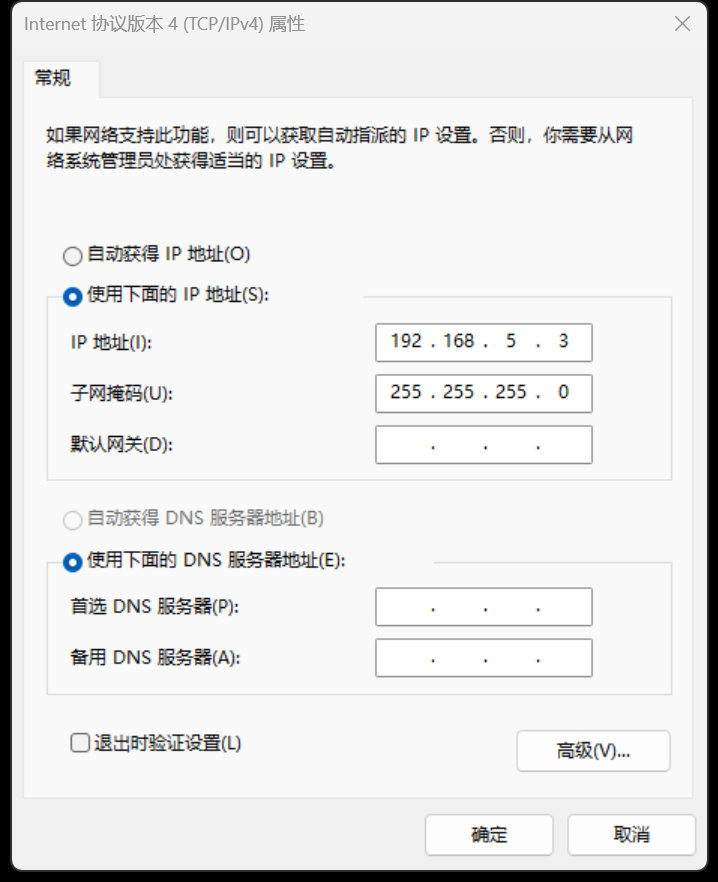 Internet 协议版本 4 (TCP/IPv4) 属性
常规
如果网络支持此功能，则可以获取自动指派的 IP 设置。否则，你需要从网
络系统管理员处获得适当的 IP 设置。
自动获得 IP 地址(O)
使用下面的 IP 地址(S):
IP 地址(I): 192 . 168 . 5 . 3
子网掩码(U): 255 . 255 . 255 . 0
默认网关(D): . . .
自动获得 DNS 服务器地址(B)
使用下面的 DNS 服务器地址(E):
首选 DNS 服务器(P): . . .
备用 DNS 服务器(A): . . .
退出时验证设置(L)
高级(V)...
确定 取消